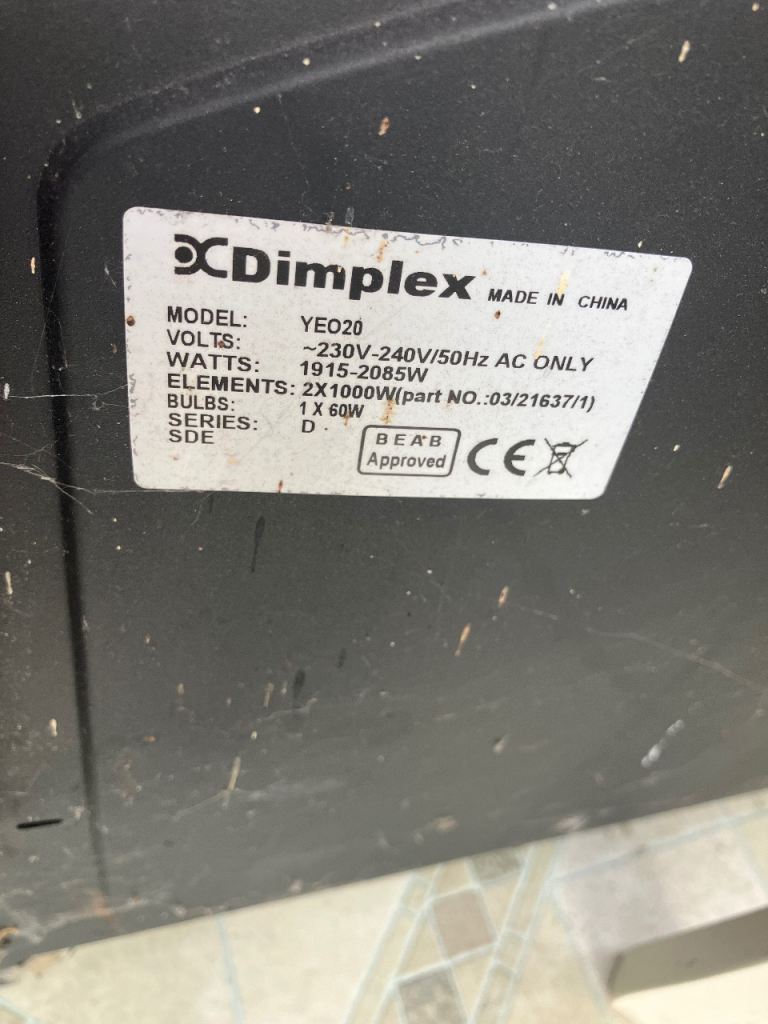 Dimplex MADE IN CHINA
MODEL: YEO20
VOLTS: ~230V-240V/50Hz AC ONLY
WATTS: 1915-2085W
ELEMENTS: 2X1000W(part NO.:03/21637/1)
BULBS: 1 X 60W
SERIES: D
SDE
BEAB
Approved
CE